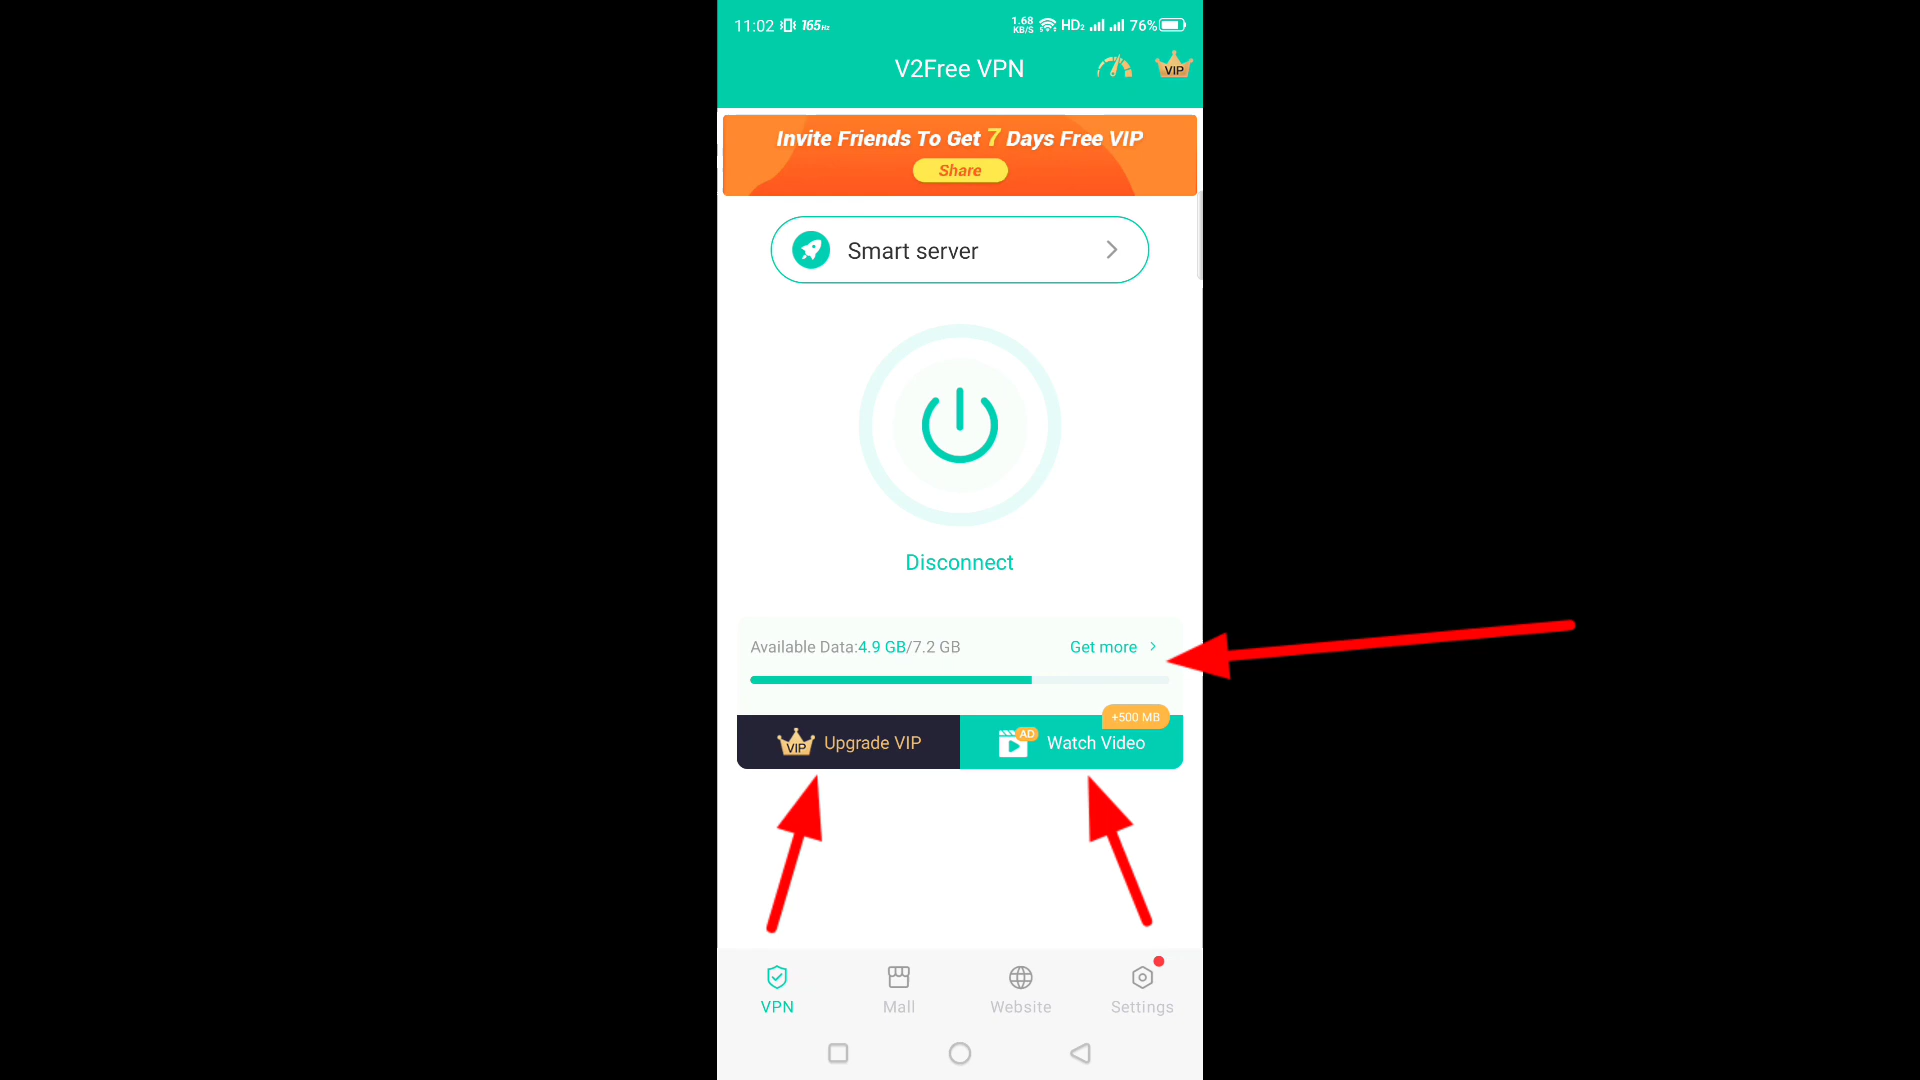 11:02 165Hz 1.68 KB/S HD2 76%
V2Free VPN
VIP
Invite Friends To Get 7 Days Free VIP
Share
Smart server
Disconnect
Available Data:4.9 GB/7.2 GB
Get more
+500 MB
VIP Upgrade VIP
AD Watch Video
VPN
Mall
Website
Settings